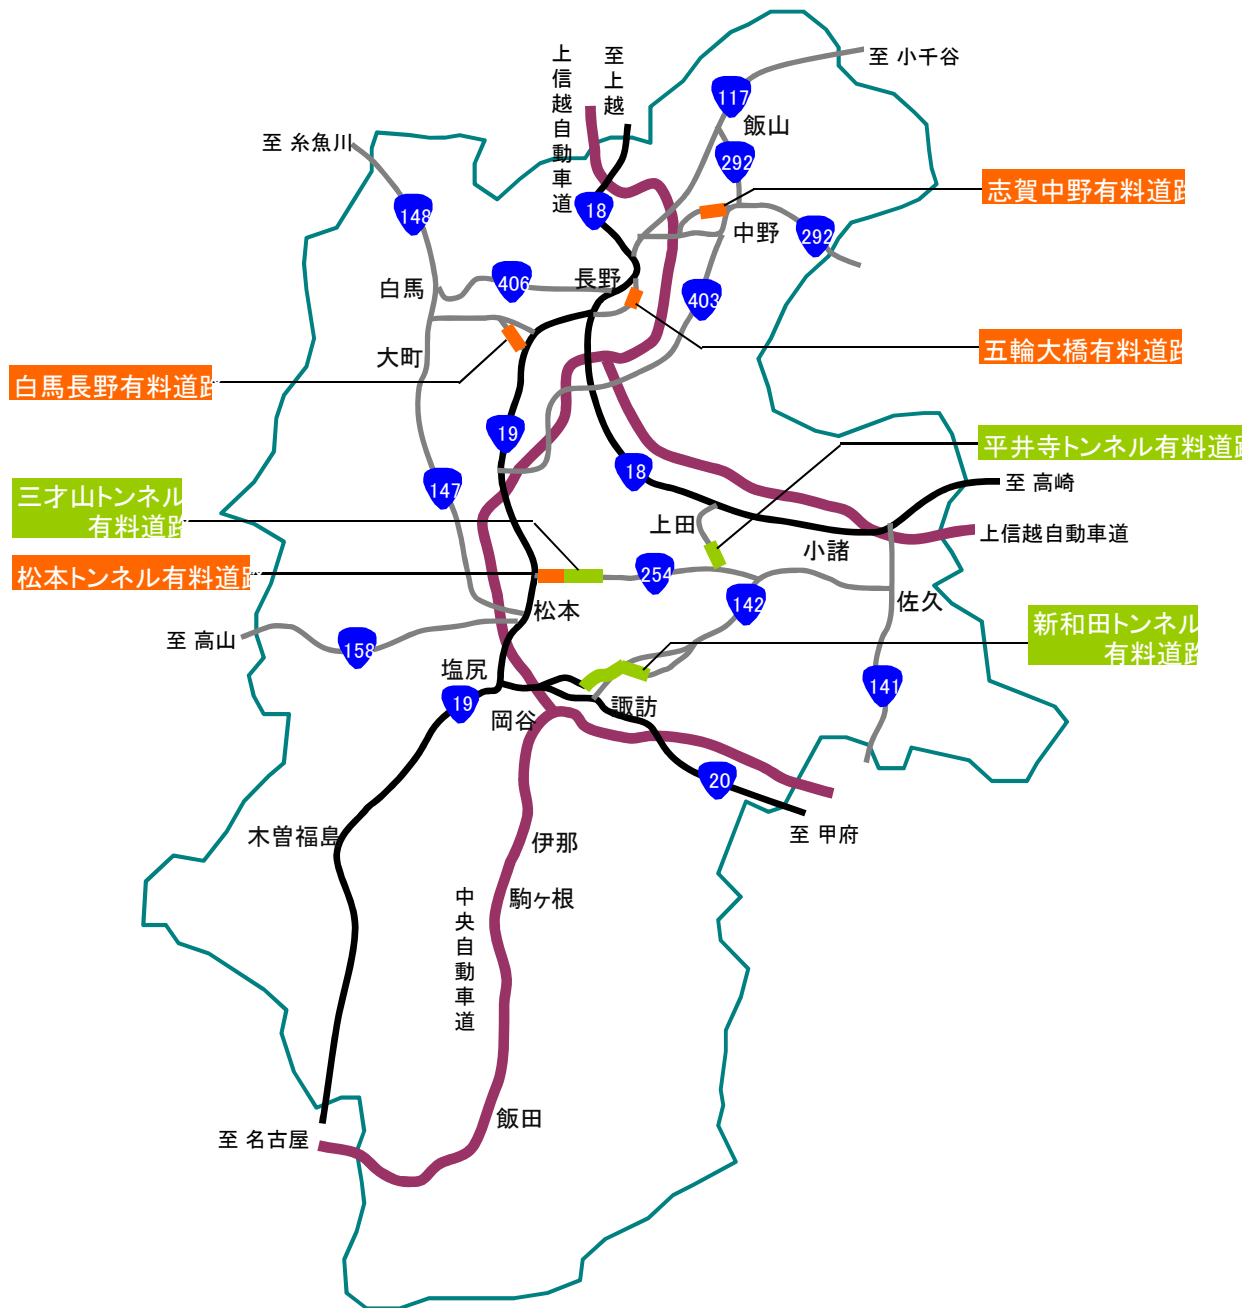 上信越自動車道
至上越
至 小千谷
117
飯山
至 糸魚川
292
志賀中野有料道路
148
18
中野
292
白馬
406
長野
403
大町
五輪大橋有料道路
白馬長野有料道路
19
平井寺トンネル有料道路
18
147
至 高崎
三才山トンネル
有料道路
上田
小諸
上信越自動車道
松本トンネル有料道路
254
142
松本
佐久
至 高山
158
新和田トンネル
有料道路
塩尻
19
岡谷
諏訪
141
20
至 甲府
木曽福島
伊那
駒ヶ根
中央自動車道
飯田
至 名古屋